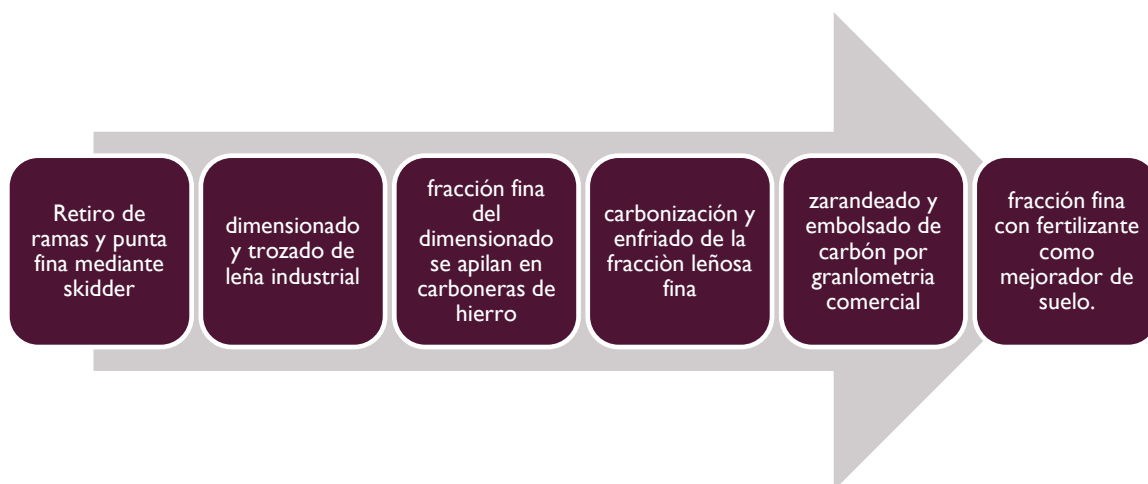 Retiro de
ramas y punta
fina mediante
skidder
dimensionado
y trozado de
leña industrial
fracción fina
del
dimensionado
se apilan en
carboneras de
hierro
carbonización y
enfriado de la
fracciòn leñosa
fina
zarandeado y
embolsado de
carbón por
granlometria
comercial
fracción fina
con fertilizante
como
mejorador de
suelo.